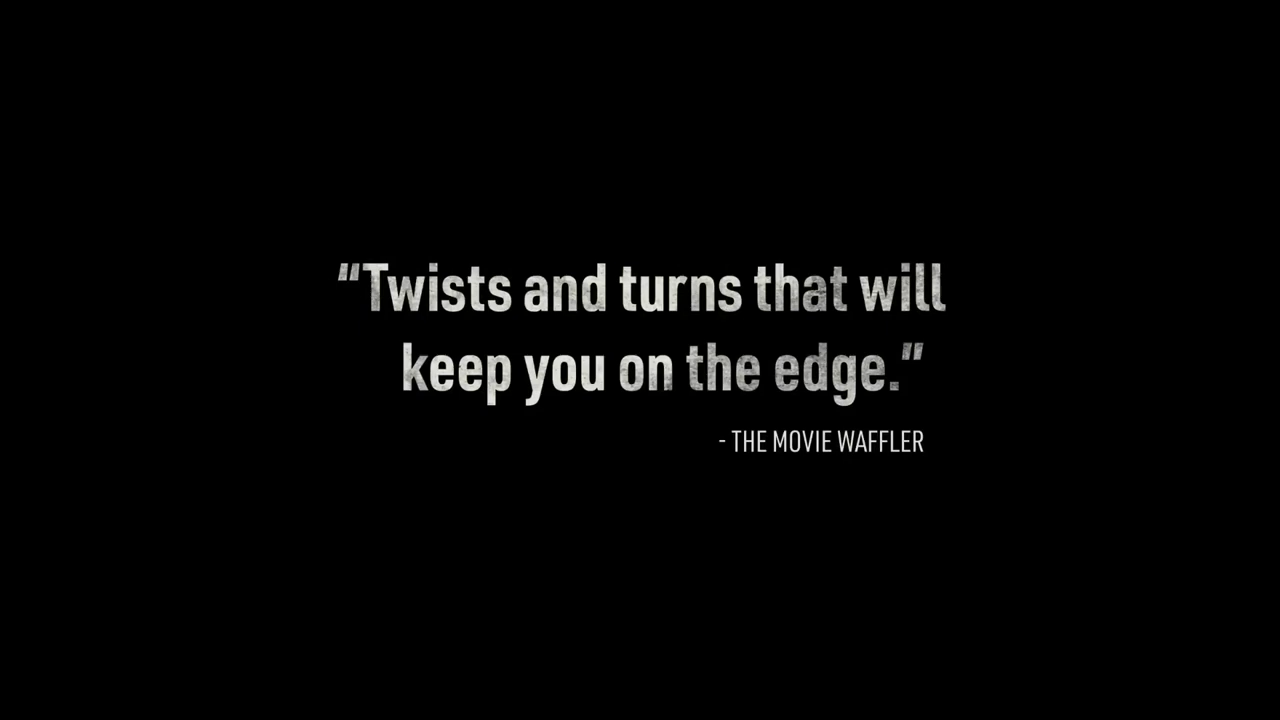 "Twists and turns that will
keep you on the edge."
- THE MOVIE WAFFLER